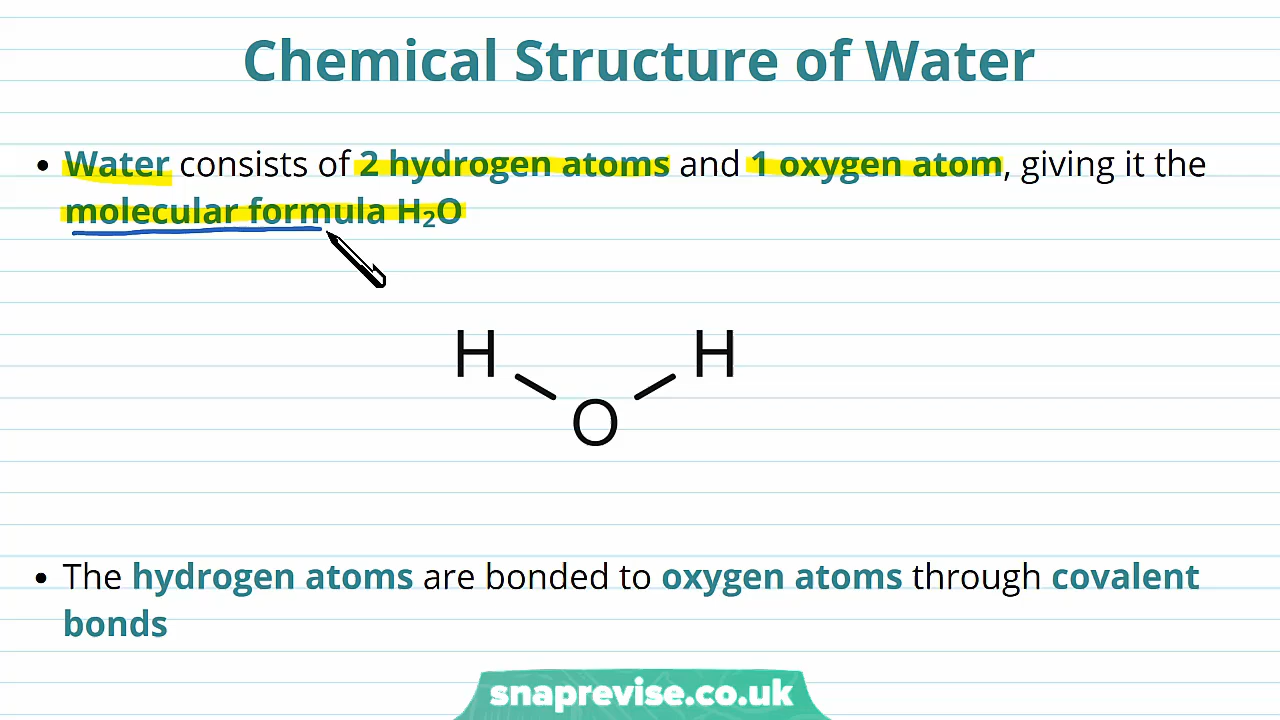 Chemical Structure of Water
• Water consists of 2 hydrogen atoms and 1 oxygen atom, giving it the
molecular formula H₂O
H H
O
• The hydrogen atoms are bonded to oxygen atoms through covalent
bonds
snaprevise.co.uk